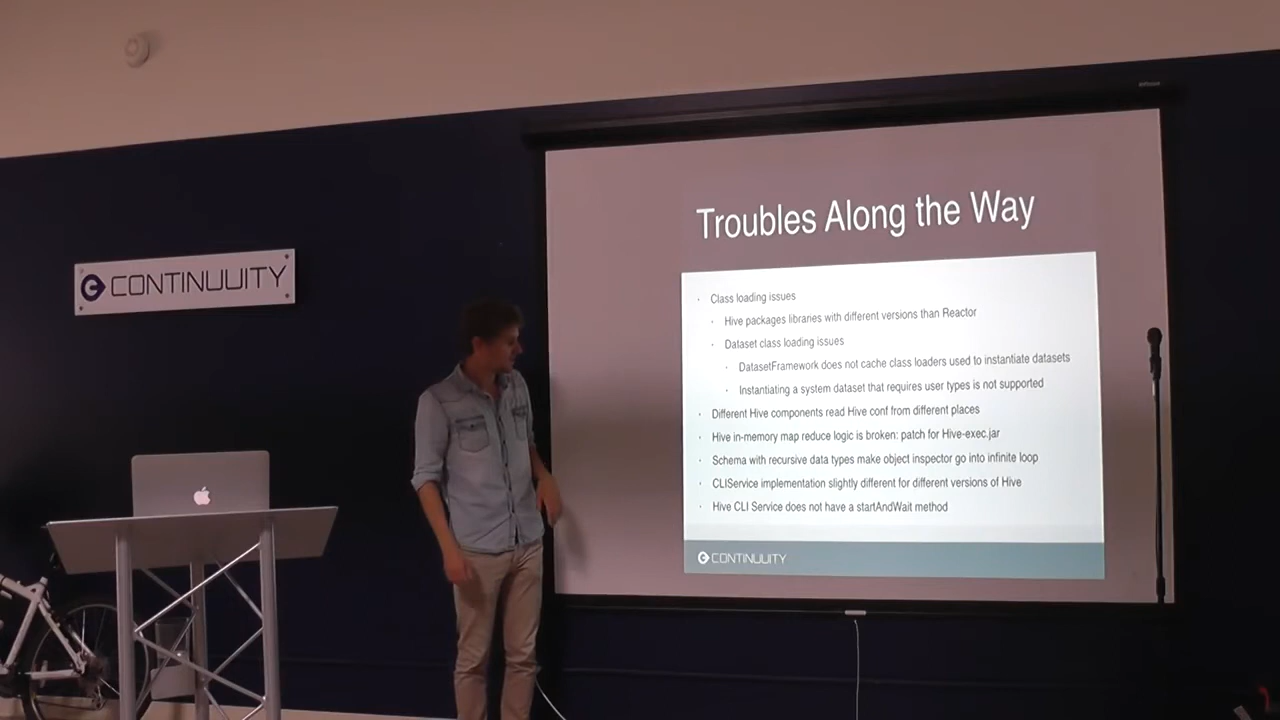 CONTINUUITY
Troubles Along the Way
· Class loading issues
· Hive packages libraries with different versions than Reactor
· Dataset class loading issues
· DatasetFramework does not cache class loaders used to instantiate datasets
· Instantiating a system dataset that requires user types is not supported
· Different Hive components read Hive conf from different places
· Hive in-memory map reduce logic is broken: patch for Hive-exec.jar
· Schema with recursive data types make object inspector go into infinite loop
· CLIService implementation slightly different for different versions of Hive
· Hive CLI Service does not have a startAndWait method
CONTINUUITY